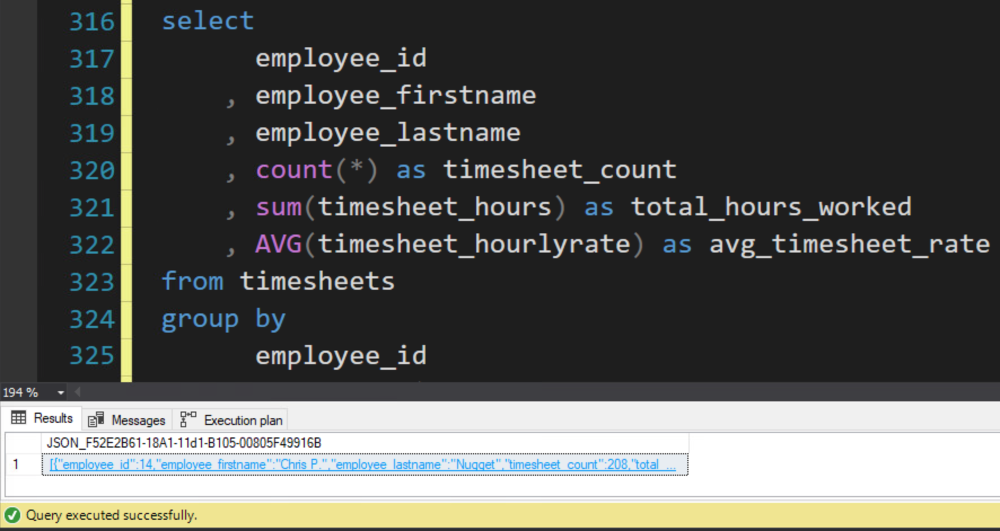 316 select
317 employee_id
318 , employee_firstname
319 , employee_lastname
320 , count(*) as timesheet_count
321 , sum(timesheet_hours) as total_hours_worked
322 , AVG(timesheet_hourlyrate) as avg_timesheet_rate
323 from timesheets
324 group by
325 employee_id
194 %
Results Messages Execution plan
JSON_F52E2B61-18A1-11d1-B105-00805F49916B
1 [{"employee_id":14,"employee_firstname":"Chris P.","employee_lastname":"Nugget","timesheet_count":208,"total_...
Query executed successfully.